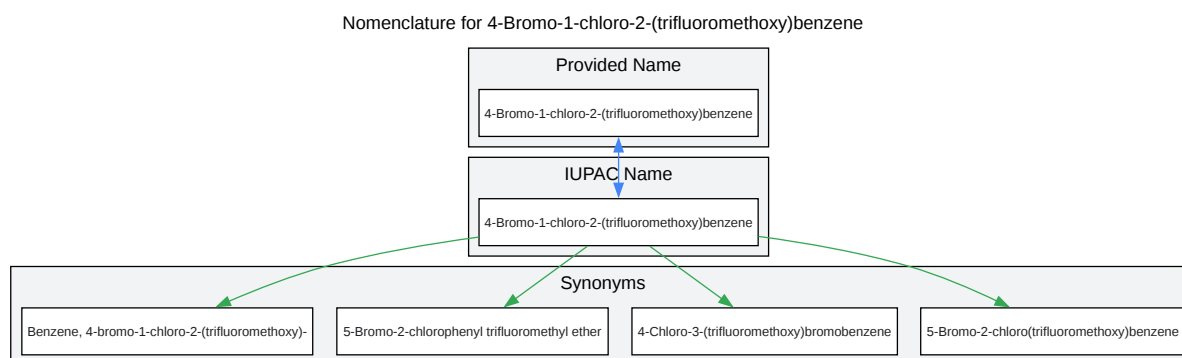 Nomenclature for 4-Bromo-1-chloro-2-(trifluoromethoxy)benzene
Provided Name
4-Bromo-1-chloro-2-(trifluoromethoxy)benzene
IUPAC Name
4-Bromo-1-chloro-2-(trifluoromethoxy)benzene
Synonyms
Benzene, 4-bromo-1-chloro-2-(trifluoromethoxy)-
5-Bromo-2-chlorophenyl trifluoromethyl ether
4-Chloro-3-(trifluoromethoxy)bromobenzene
5-Bromo-2-chloro(trifluoromethoxy)benzene